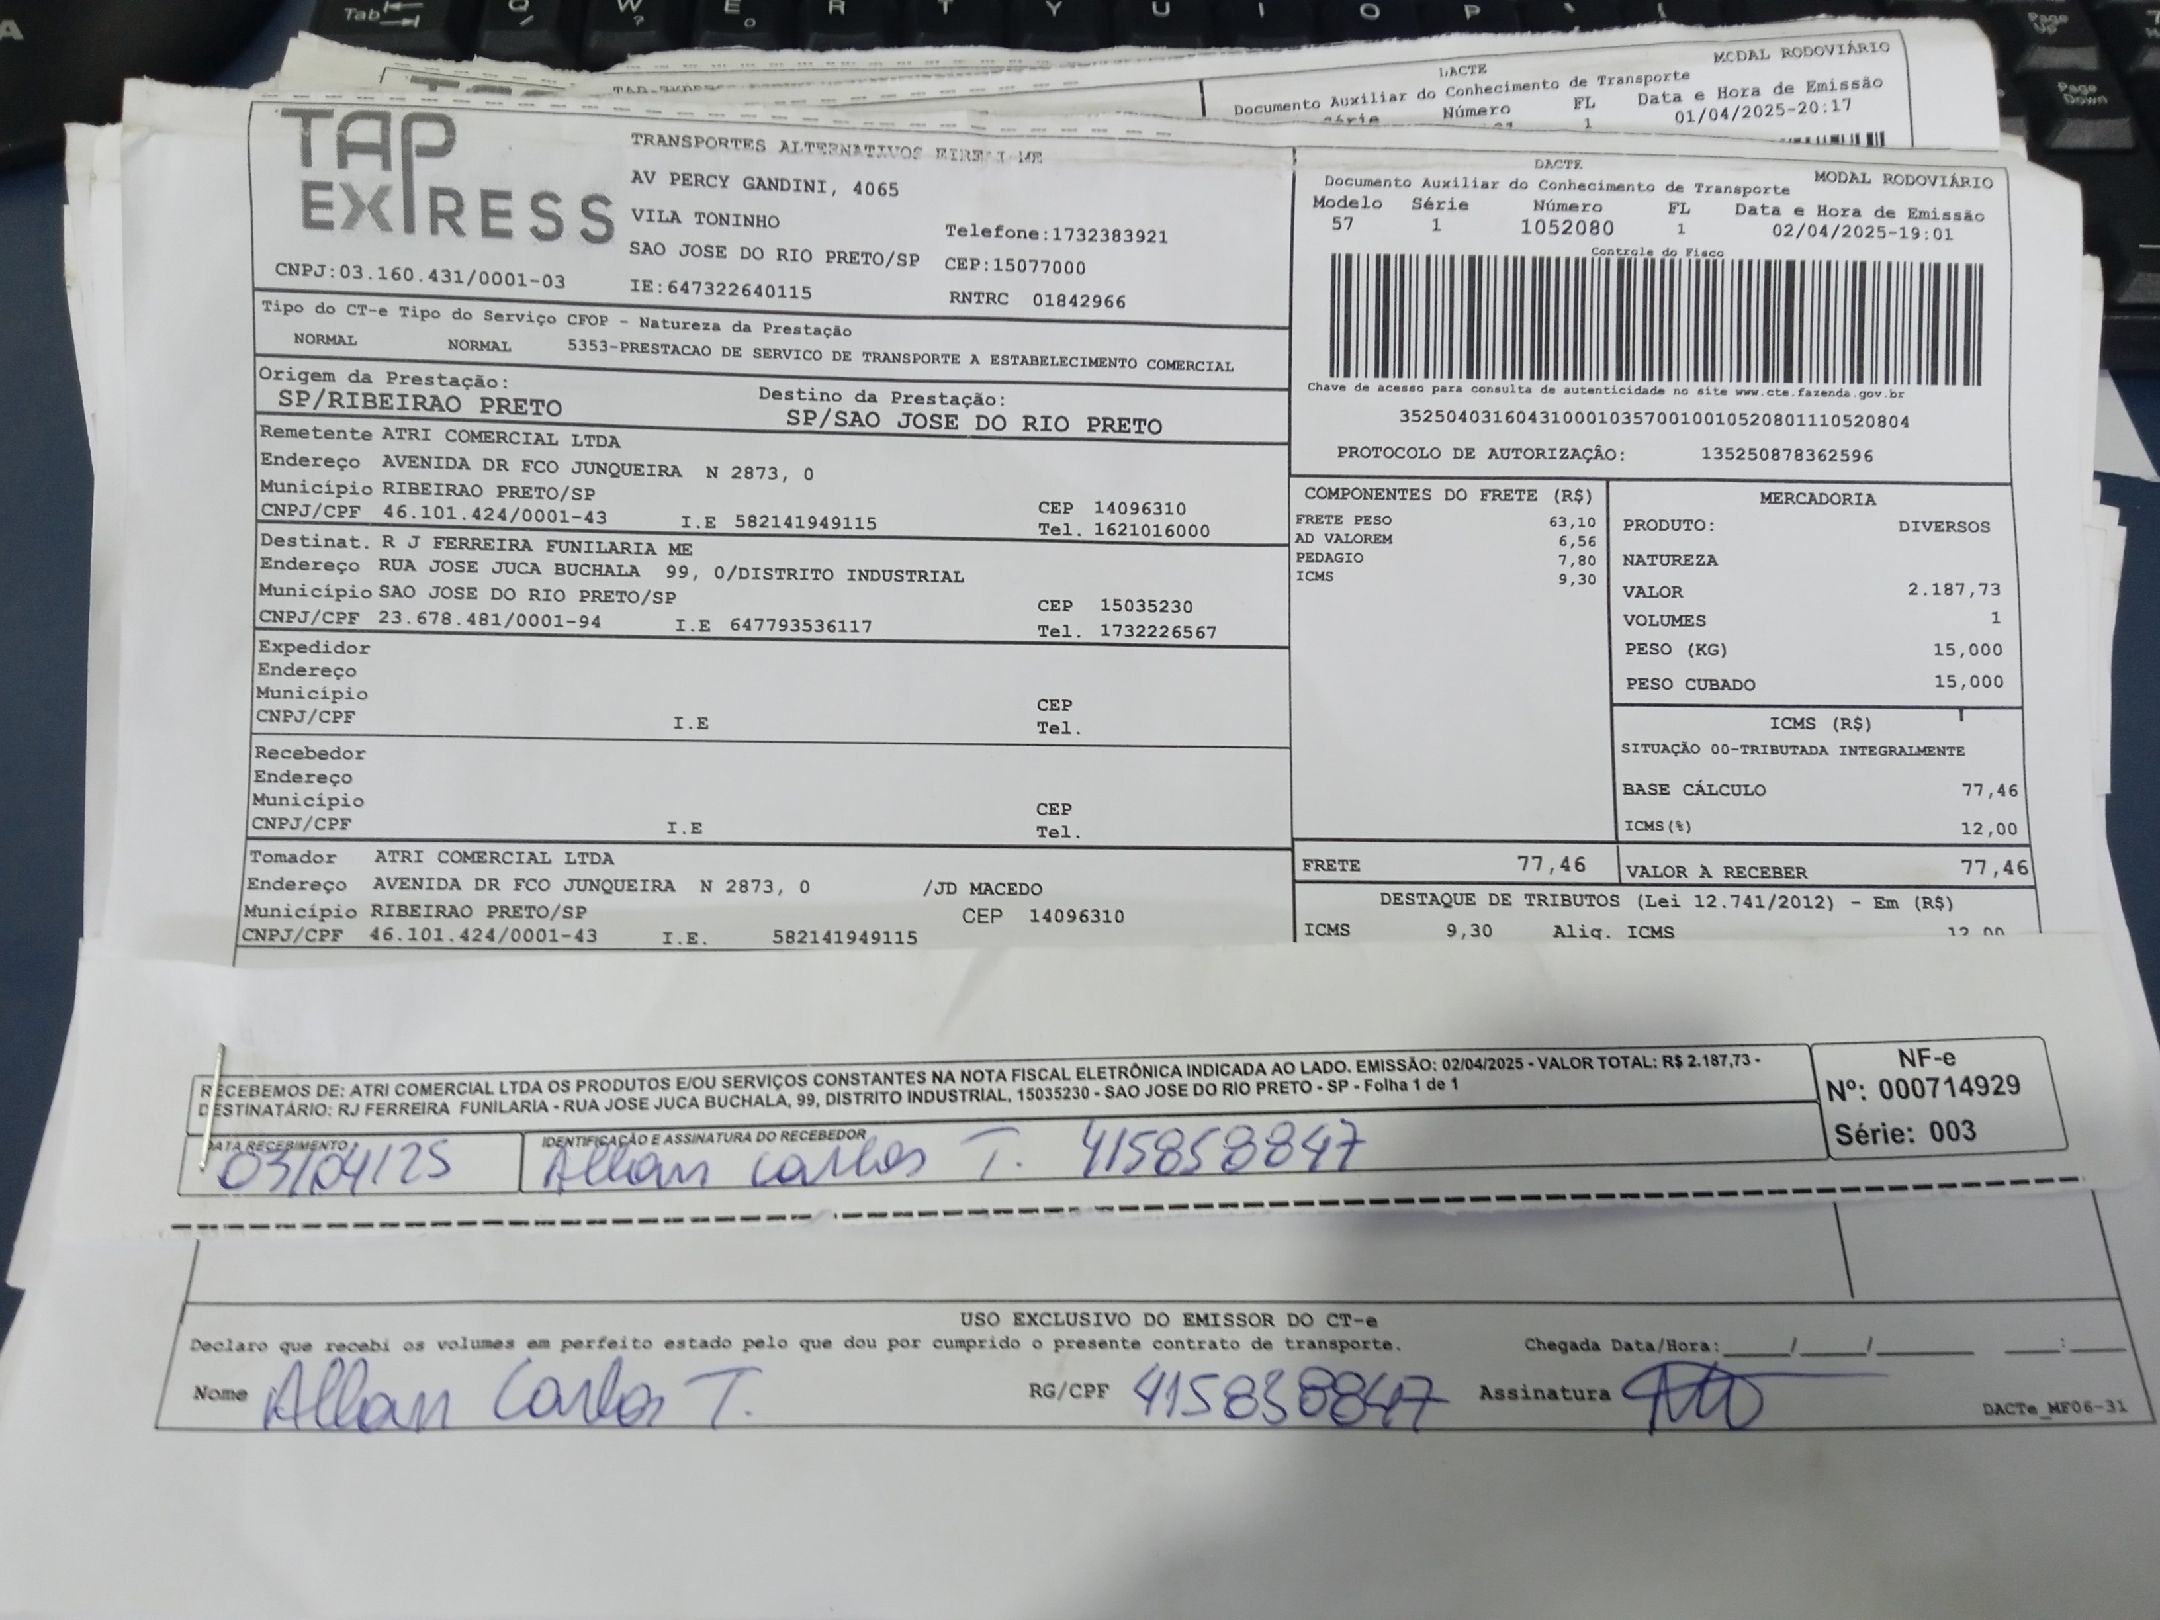 Tab Q W E R T Y U I O P Page Up
Page Down
DACTE
MODAL RODOVIÁRIO
Documento Auxiliar do Conhecimento de Transporte
Número FL Data e Hora de Emissão
1 01/04/2025-20:17
TAP EXPRESS
CNPJ:03.160.431/0001-03
TRANSPORTES ALTERNATIVOS EIRELI ME
AV PERCY GANDINI, 4065
VILA TONINHO
Telefone:1732383921
SAO JOSE DO RIO PRETO/SP CEP:15077000
IE:647322640115 RNTRC 01842966
DACTE
Documento Auxiliar do Conhecimento de Transporte MODAL RODOVIÁRIO
Modelo Série Número FL Data e Hora de Emissão
57 1 1052080 1 02/04/2025-19:01
Controle do Fisco
Chave de acesso para consulta de autenticidade no site www.cte.fazenda.gov.br
35250403160431000103570010010520801110520804
PROTOCOLO DE AUTORIZAÇÂO: 135250878362596
Tipo do CT-e Tipo do Serviço CFOP - Natureza da Prestação
NORMAL NORMAL 5353-PRESTACAO DE SERVICO DE TRANSPORTE A ESTABELECIMENTO COMERCIAL
Origem da Prestação: Destino da Prestação:
SP/RIBEIRAO PRETO SP/SAO JOSE DO RIO PRETO
Remetente ATRI COMERCIAL LTDA
Endereço AVENIDA DR FCO JUNQUEIRA N 2873, 0
Município RIBEIRAO PRETO/SP CEP 14096310
CNPJ/CPF 46.101.424/0001-43 I.E 582141949115 Tel. 1621016000
Destinat. R J FERREIRA FUNILARIA ME
Endereço RUA JOSE JUCA BUCHALA 99, 0/DISTRITO INDUSTRIAL
Município SAO JOSE DO RIO PRETO/SP CEP 15035230
CNPJ/CPF 23.678.481/0001-94 I.E 647793536117 Tel. 1732226567
Expedidor
Endereço
Município CEP
CNPJ/CPF I.E Tel.
Recebedor
Endereço
Município CEP
CNPJ/CPF I.E Tel.
Tomador ATRI COMERCIAL LTDA
Endereço AVENIDA DR FCO JUNQUEIRA N 2873, 0 /JD MACEDO
Município RIBEIRAO PRETO/SP CEP 14096310
CNPJ/CPF 46.101.424/0001-43 I.E. 582141949115
COMPONENTES DO FRETE (R$)
FRETE PESO 63,10
AD VALOREM 6,56
PEDAGIO 7,80
ICMS 9,30
MERCADORIA
PRODUTO: DIVERSOS
NATUREZA
VALOR 2.187,73
VOLUMES 1
PESO (KG) 15,000
PESO CUBADO 15,000
ICMS (R$)
SITUAÇÃO 00-TRIBUTADA INTEGRALMENTE
BASE CÁLCULO 77,46
ICMS(%) 12,00
FRETE 77,46 VALOR À RECEBER 77,46
DESTAQUE DE TRIBUTOS (Lei 12.741/2012) - Em (R$)
ICMS 9,30 Aliq. ICMS 12,00
RECEBEMOS DE: ATRI COMERCIAL LTDA OS PRODUTOS E/OU SERVIÇOS CONSTANTES NA NOTA FISCAL ELETRÔNICA INDICADA AO LADO. EMISSÃO: 02/04/2025 - VALOR TOTAL: R$ 2.187,73 -
DESTINATÁRIO: RJ FERREIRA FUNILARIA - RUA JOSE JUCA BUCHALA, 99, DISTRITO INDUSTRIAL, 15035230 - SAO JOSE DO RIO PRETO - SP - Folha 1 de 1
NF-e
Nº: 000714929
Série: 003
DATA RECEBIMENTO IDENTIFICAÇÃO E ASSINATURA DO RECEBEDOR
03/04/25 Allan Carlos T. 415858847
USO EXCLUSIVO DO EMISSOR DO CT-e
Declaro que recebi os volumes em perfeito estado pelo que dou por cumprido o presente contrato de transporte. Chegada Data/Hora:_____/_____/_______ ____:____
Nome Allan Carlos T. RG/CPF 415858847 Assinatura
DACTe_MF06-31